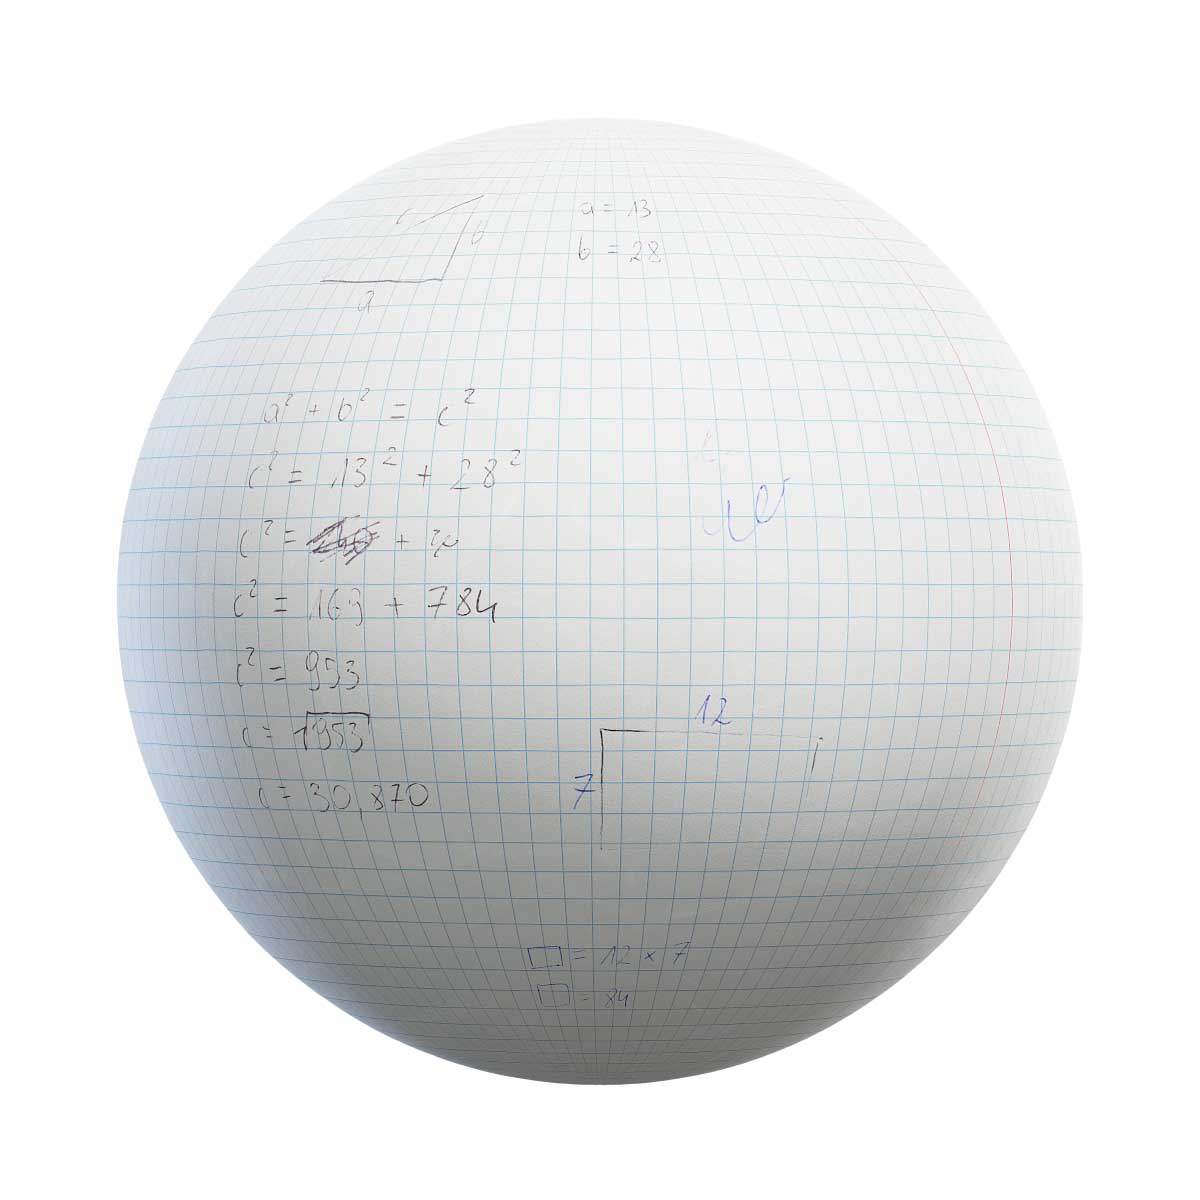 c
b
a
a = 13
b = 28
a² + b² = c²
c² = 13² + 28²
c² = +
c² = 169 + 784
c² = 953
c = √953
c = 30,870
12
7
□ = 12 × 7
□ = 84